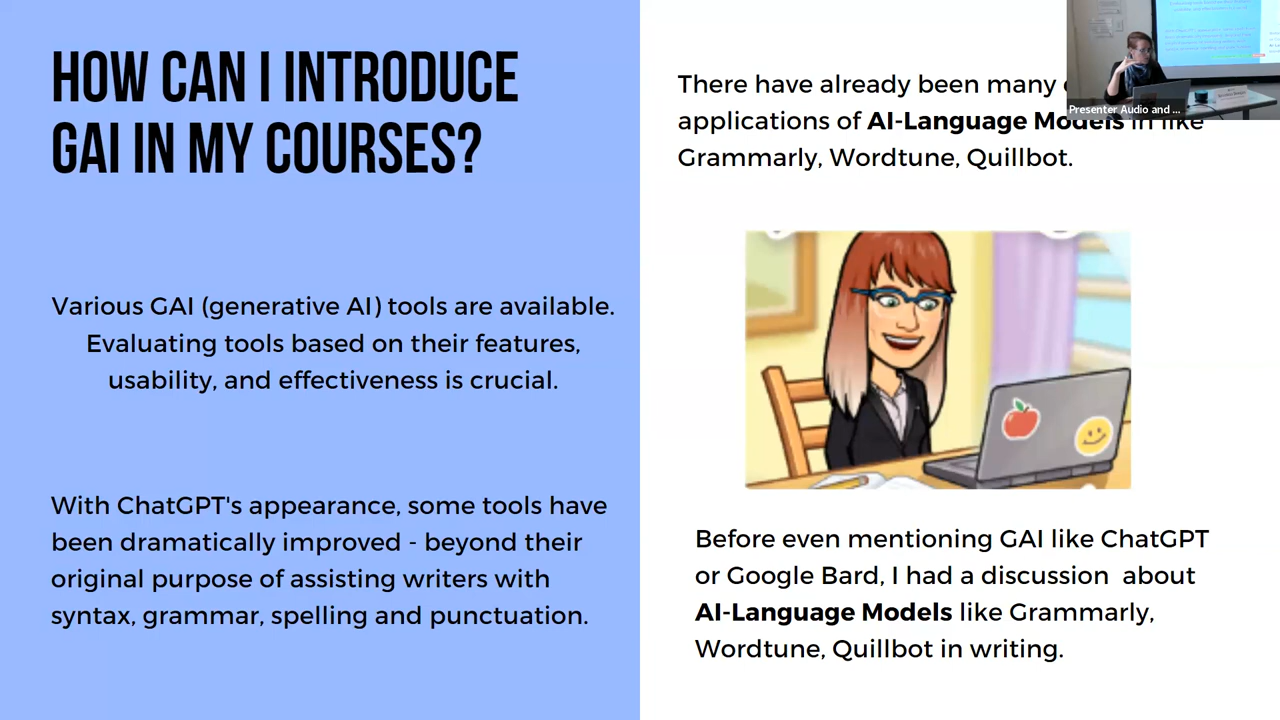 HOW CAN I INTRODUCE
GAI IN MY COURSES?
Various GAI (generative AI) tools are available.
Evaluating tools based on their features,
usability, and effectiveness is crucial.
With ChatGPT's appearance, some tools have
been dramatically improved - beyond their
original purpose of assisting writers with
syntax, grammar, spelling and punctuation.
There have already been many
applications of AI-Language Models in like
Grammarly, Wordtune, Quillbot.
Presenter Audio and ...
Before even mentioning GAI like ChatGPT
or Google Bard, I had a discussion about
AI-Language Models like Grammarly,
Wordtune, Quillbot in writing.